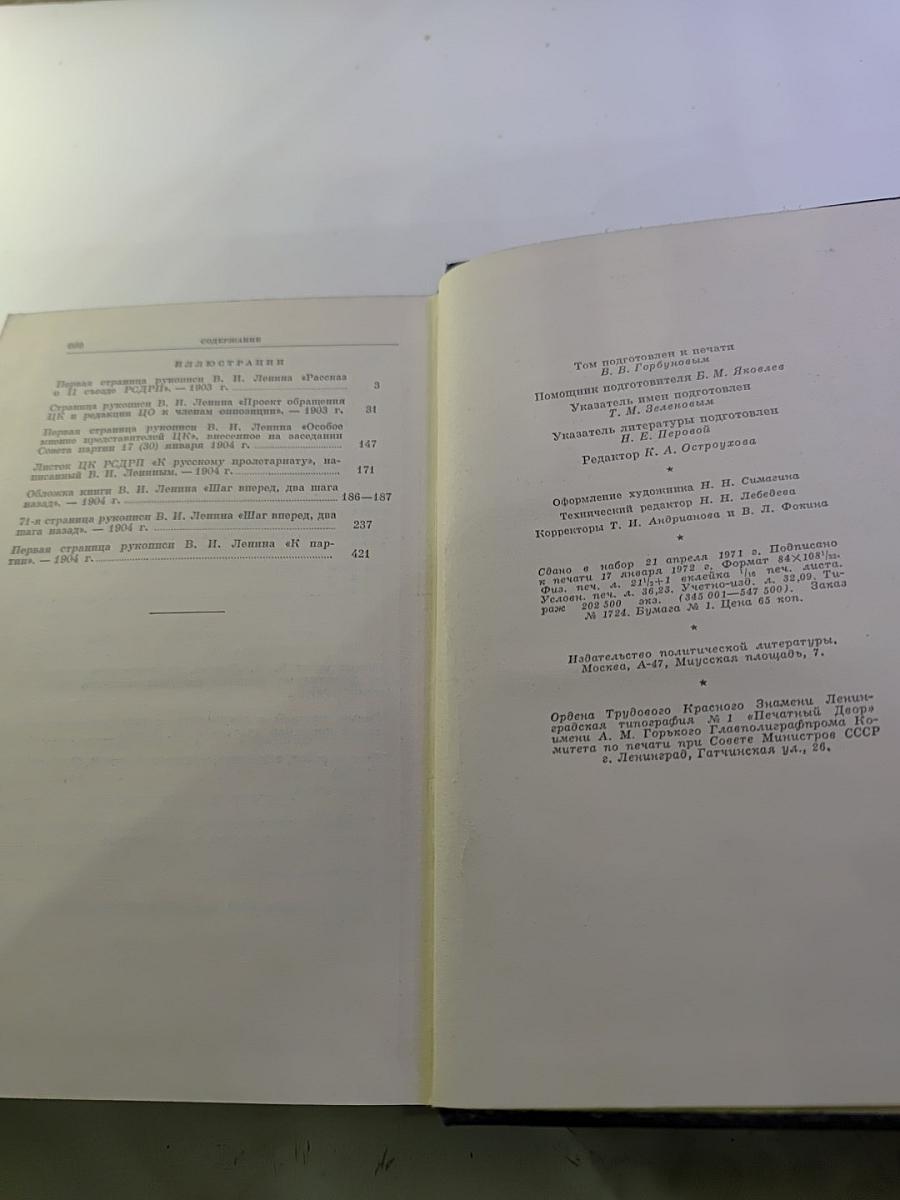 СОДЕРЖАНИЕ
ИЛЛЮСТРАЦИИ
Первая страница рукописи В. И. Ленина «Рассказ
о II съезде РСДРП». — 1903 г. 3
Страница рукописи В. И. Ленина «Проект обращения
ЦК и редакции ЦО к членам оппозиции». — 1903 г. 31
Первая страница рукописи В. И. Ленина «Особое
мнение представителей ЦК», внесенное на заседании
Совета партии 17 (30) января 1904 г. 147
Листок ЦК РСДРП «К русскому пролетариату», на-
писанный В. И. Лениным. — 1904 г. 171
Обложка книги В. И. Ленина «Шаг вперед, два шага
назад». — 1904 г. 186—187
71-я страница рукописи В. И. Ленина «Шаг вперед, два
шага назад». — 1904 г. 237
Первая страница рукописи В. И. Ленина «К пар-
тии». — 1904 г. 421
Том подготовлен к печати
В. В. Горбуновым
Помощник подготовителя Б. М. Яковлев
Указатель имен подготовлен
Т. М. Зеленовым
Указатель литературы подготовлен
Н. Е. Перовой
Редактор К. А. Остроухова
★
Оформление художника Н. Н. Симагина
Технический редактор Н. Н. Лебедева
Корректоры Т. И. Андрианова и В. Л. Фокина
★
Сдано в набор 21 апреля 1971 г. Подписано
к печати 17 января 1972 г. Формат 84×108¹/₃₂.
Физ. печ. л. 21¹/₂+1 вклейка ¹/₁₆ печ. листа.
Условн. печ. л. 36,23. Учетно-изд. л. 32,09. Ти-
раж 202 500 экз. (345 001—547 500). Заказ
№ 1724. Бумага № 1. Цена 65 коп.
★
Издательство политической литературы.
Москва, А-47, Миусская площадь, 7.
★
Ордена Трудового Красного Знамени Ленин-
градская типография № 1 «Печатный Двор»
имени А. М. Горького Главполиграфпрома Ко-
митета по печати при Совете Министров СССР
г. Ленинград, Гатчинская ул., 26.